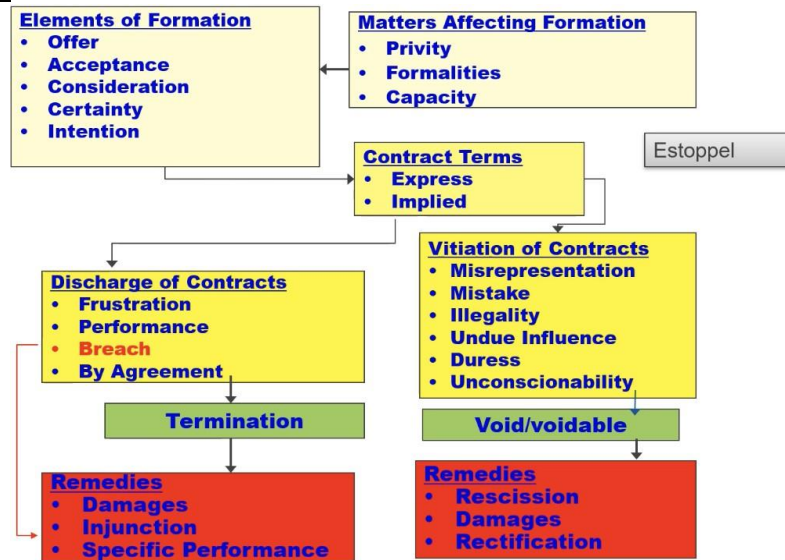 Elements of Formation
• Offer
• Acceptance
• Consideration
• Certainty
• Intention
Matters Affecting Formation
• Privity
• Formalities
• Capacity
Contract Terms
• Express
• Implied
Estoppel
Discharge of Contracts
• Frustration
• Performance
• Breach
• By Agreement
Vitiation of Contracts
• Misrepresentation
• Mistake
• Illegality
• Undue Influence
• Duress
• Unconscionability
Termination
Void/voidable
Remedies
• Damages
• Injunction
• Specific Performance
Remedies
• Rescission
• Damages
• Rectification